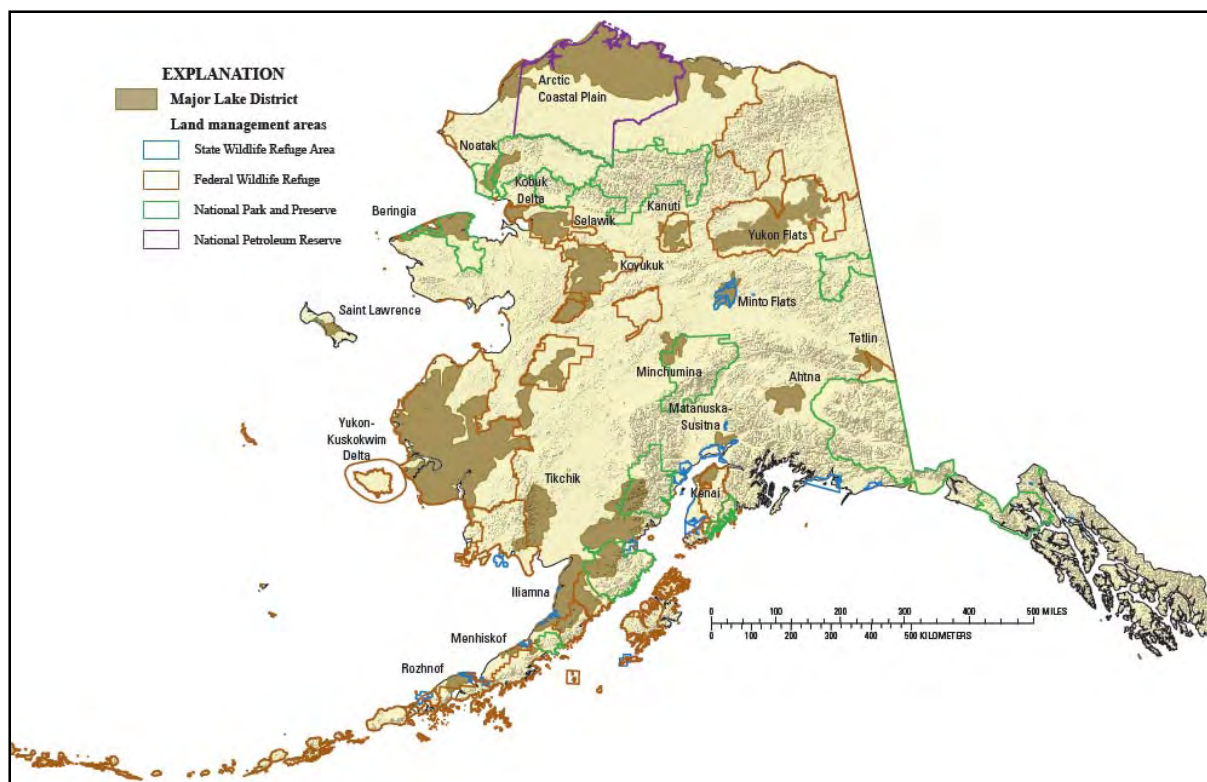 EXPLANATION
Major Lake District
Land management areas
State Wildlife Refuge Area
Federal Wildlife Refuge
National Park and Preserve
National Petroleum Reserve
Arctic
Coastal Plain
Noatak
Kobuk
Delta
Beringia
Selawik
Kanuti
Yukon Flats
Koyukuk
Minto Flats
Saint Lawrence
Tetlin
Minchumina
Ahtna
Matanuska-
Susitna
Yukon-
Kuskokwim
Delta
Tikchik
Kenai
Iliamna
Menhiskof
Rozhnof
0 100 200 300 400 500 MILES
0 100 200 300 400 500 KILOMETERS